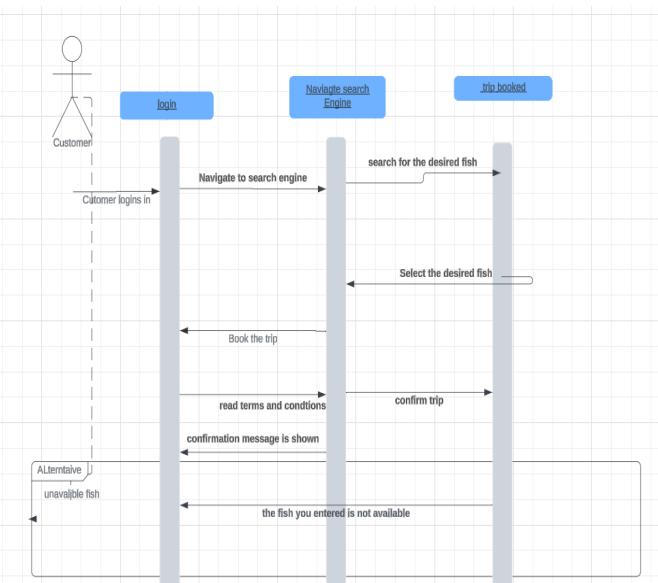 Naviagte search
Engine
trip booked
login
Customer
search for the desired fish
Navigate to search engine
Cutomer logins in
Select the desired fish
Book the trip
read terms and condtions
confirm trip
confirmation message is shown
ALterntaive
unavalible fish
the fish you entered is not available